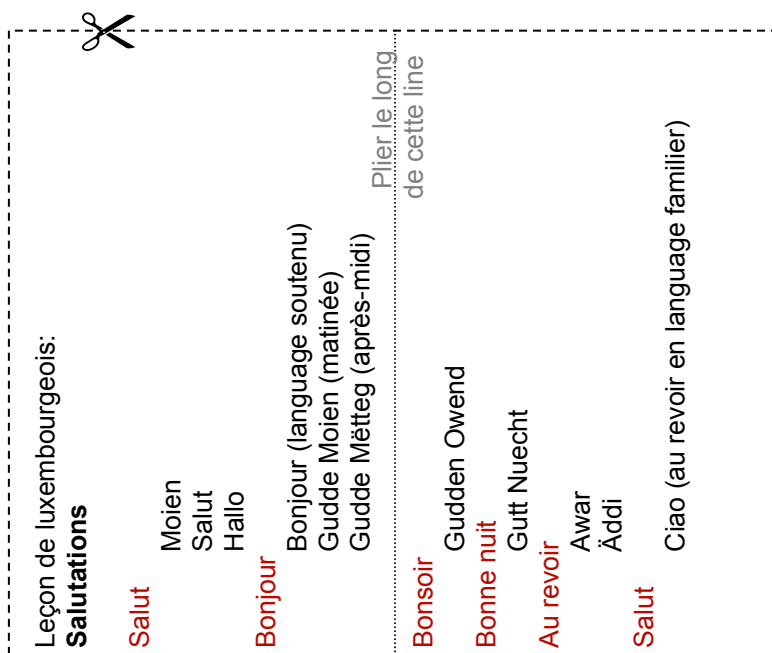 Leçon de luxembourgeois:
Salutations
Salut
Moien
Salut
Hallo
Bonjour
Bonjour (language soutenu)
Gudde Moien (matinée)
Gudde Mëtteg (après-midi)
Plier le long
de cette line
Bonsoir
Gudden Owend
Bonne nuit
Gutt Nuecht
Au revoir
Awar
Äddi
Salut
Ciao (au revoir en language familier)